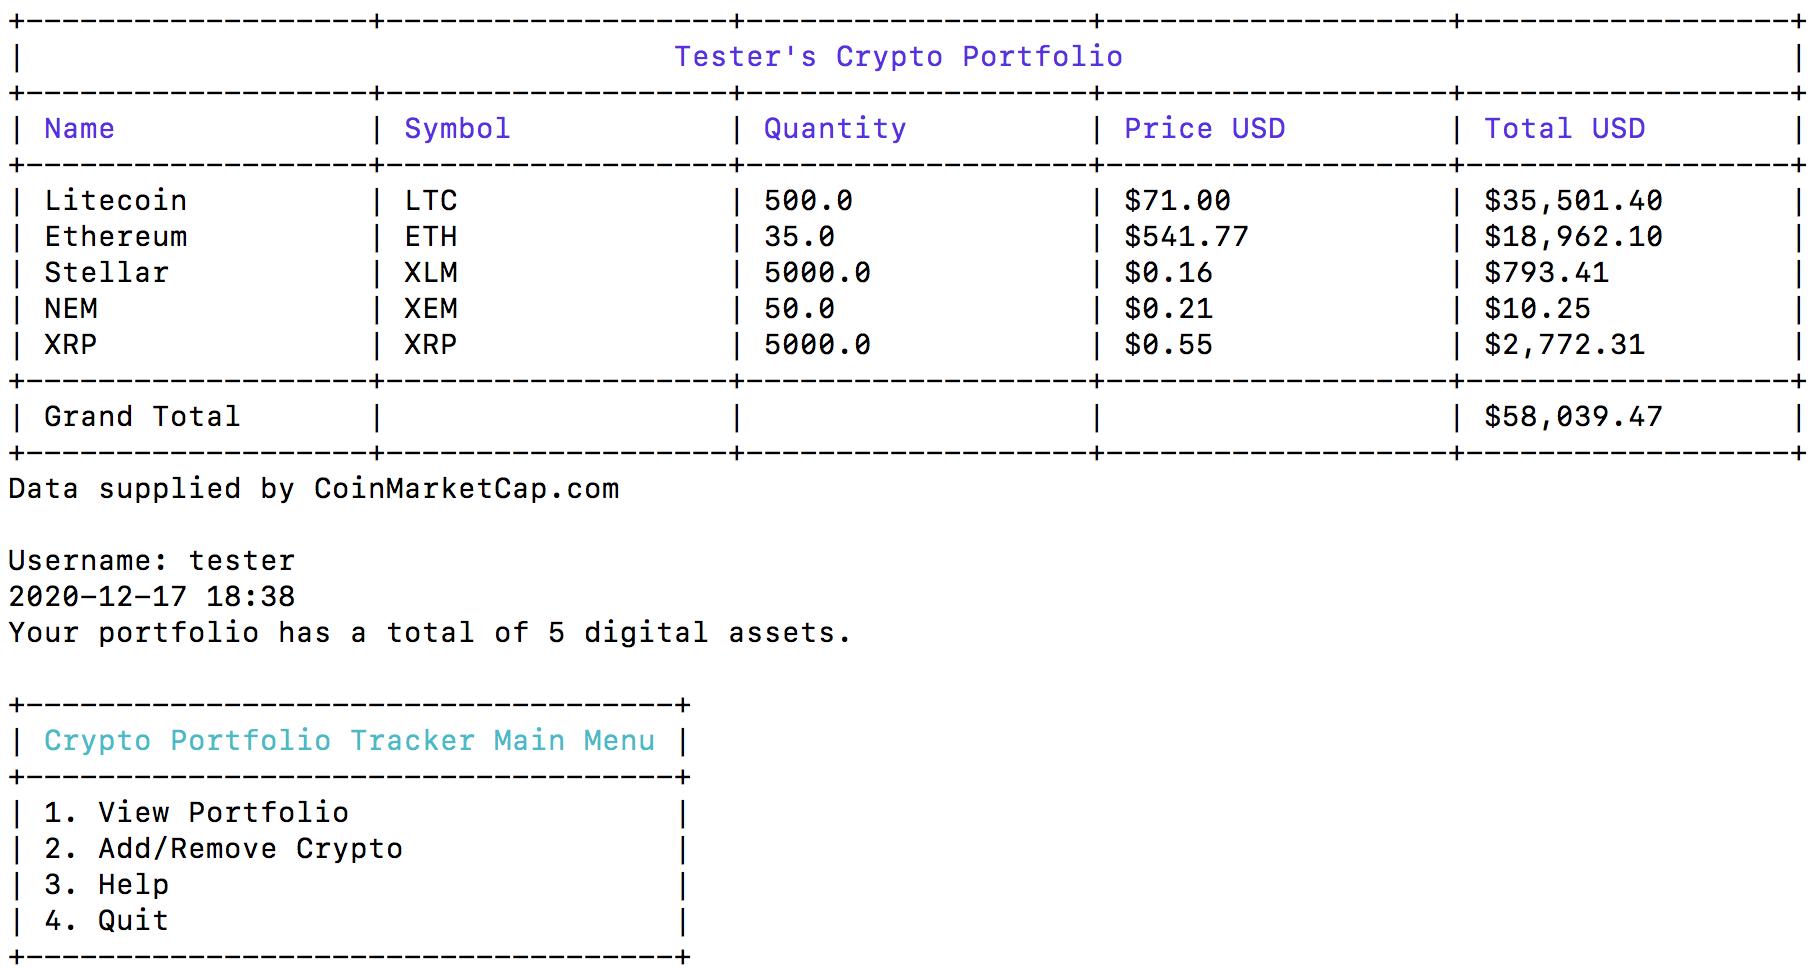 Tester's Crypto Portfolio
Name Symbol Quantity Price USD Total USD
Litecoin LTC 500.0 $71.00 $35,501.40
Ethereum ETH 35.0 $541.77 $18,962.10
Stellar XLM 5000.0 $0.16 $793.41
NEM XEM 50.0 $0.21 $10.25
XRP XRP 5000.0 $0.55 $2,772.31
Grand Total $58,039.47
Data supplied by CoinMarketCap.com
Username: tester
2020-12-17 18:38
Your portfolio has a total of 5 digital assets.
Crypto Portfolio Tracker Main Menu
1. View Portfolio
2. Add/Remove Crypto
3. Help
4. Quit